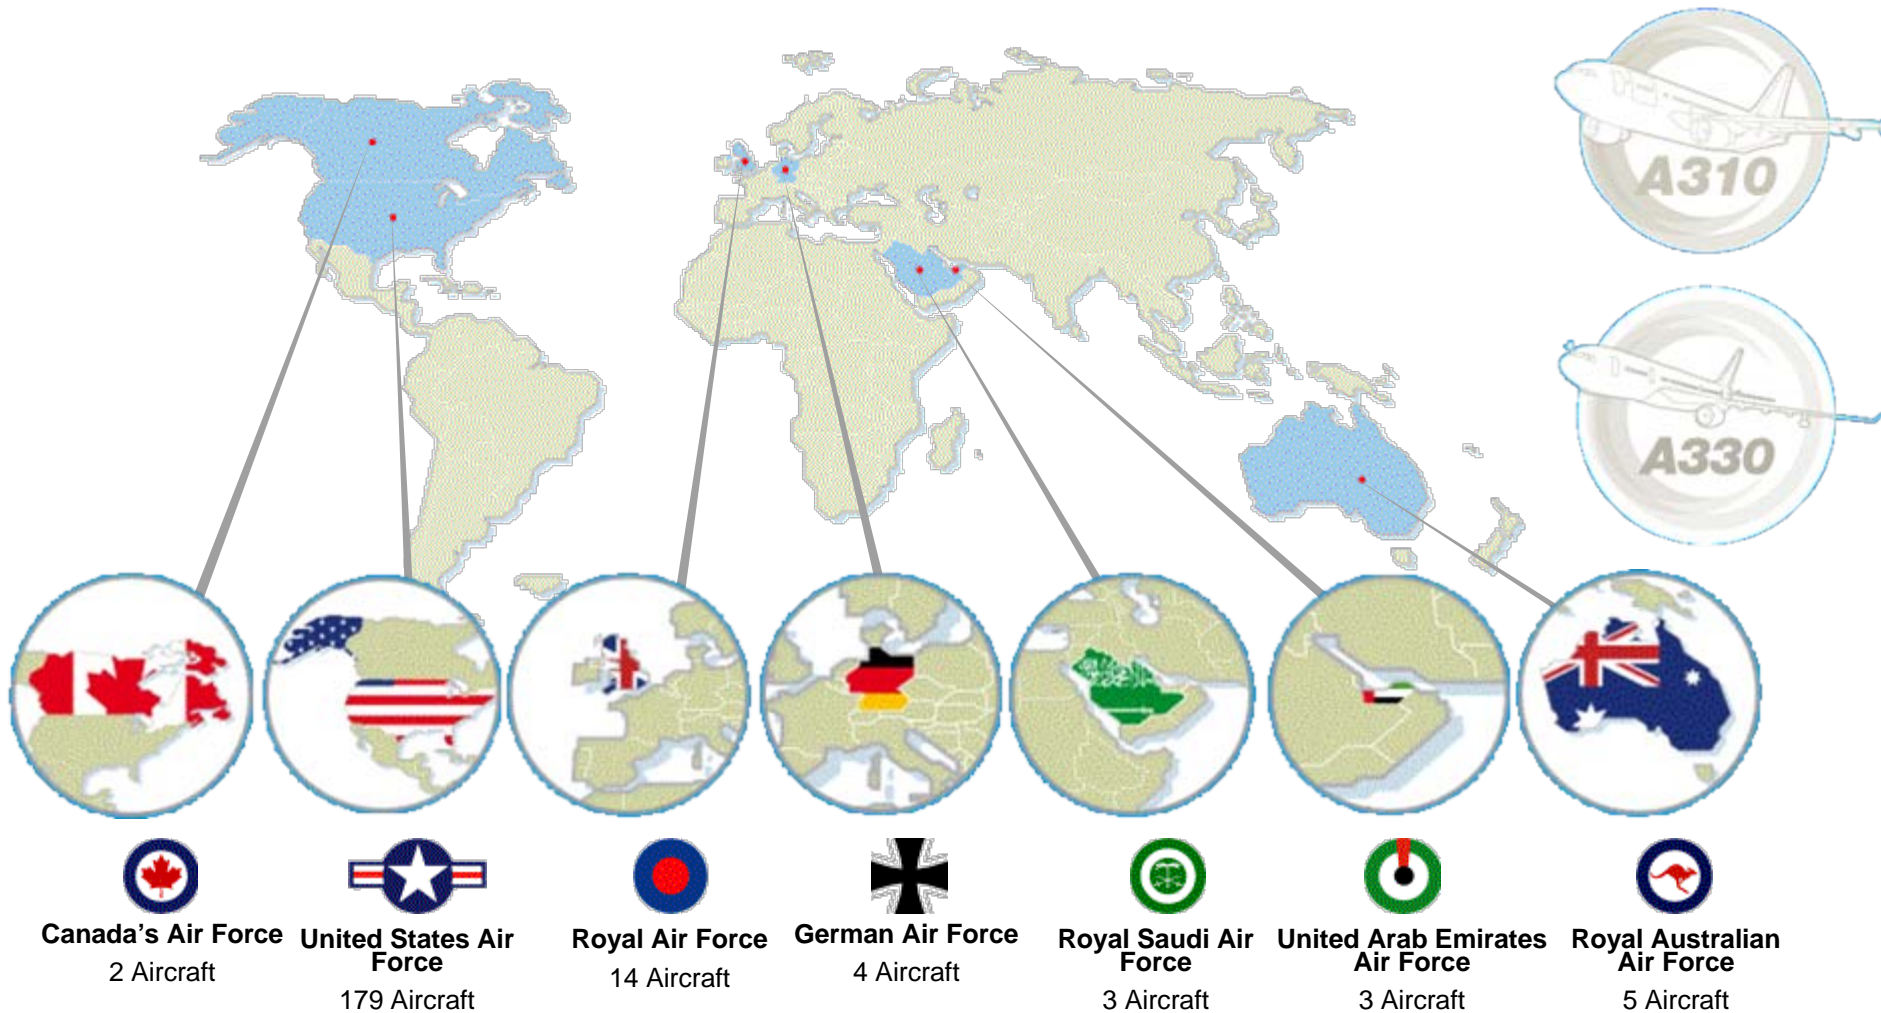 A310
A330
Canada’s Air Force
2 Aircraft
United States Air
Force
179 Aircraft
Royal Air Force
14 Aircraft
German Air Force
4 Aircraft
Royal Saudi Air
Force
3 Aircraft
United Arab Emirates
Air Force
3 Aircraft
Royal Australian
Air Force
5 Aircraft